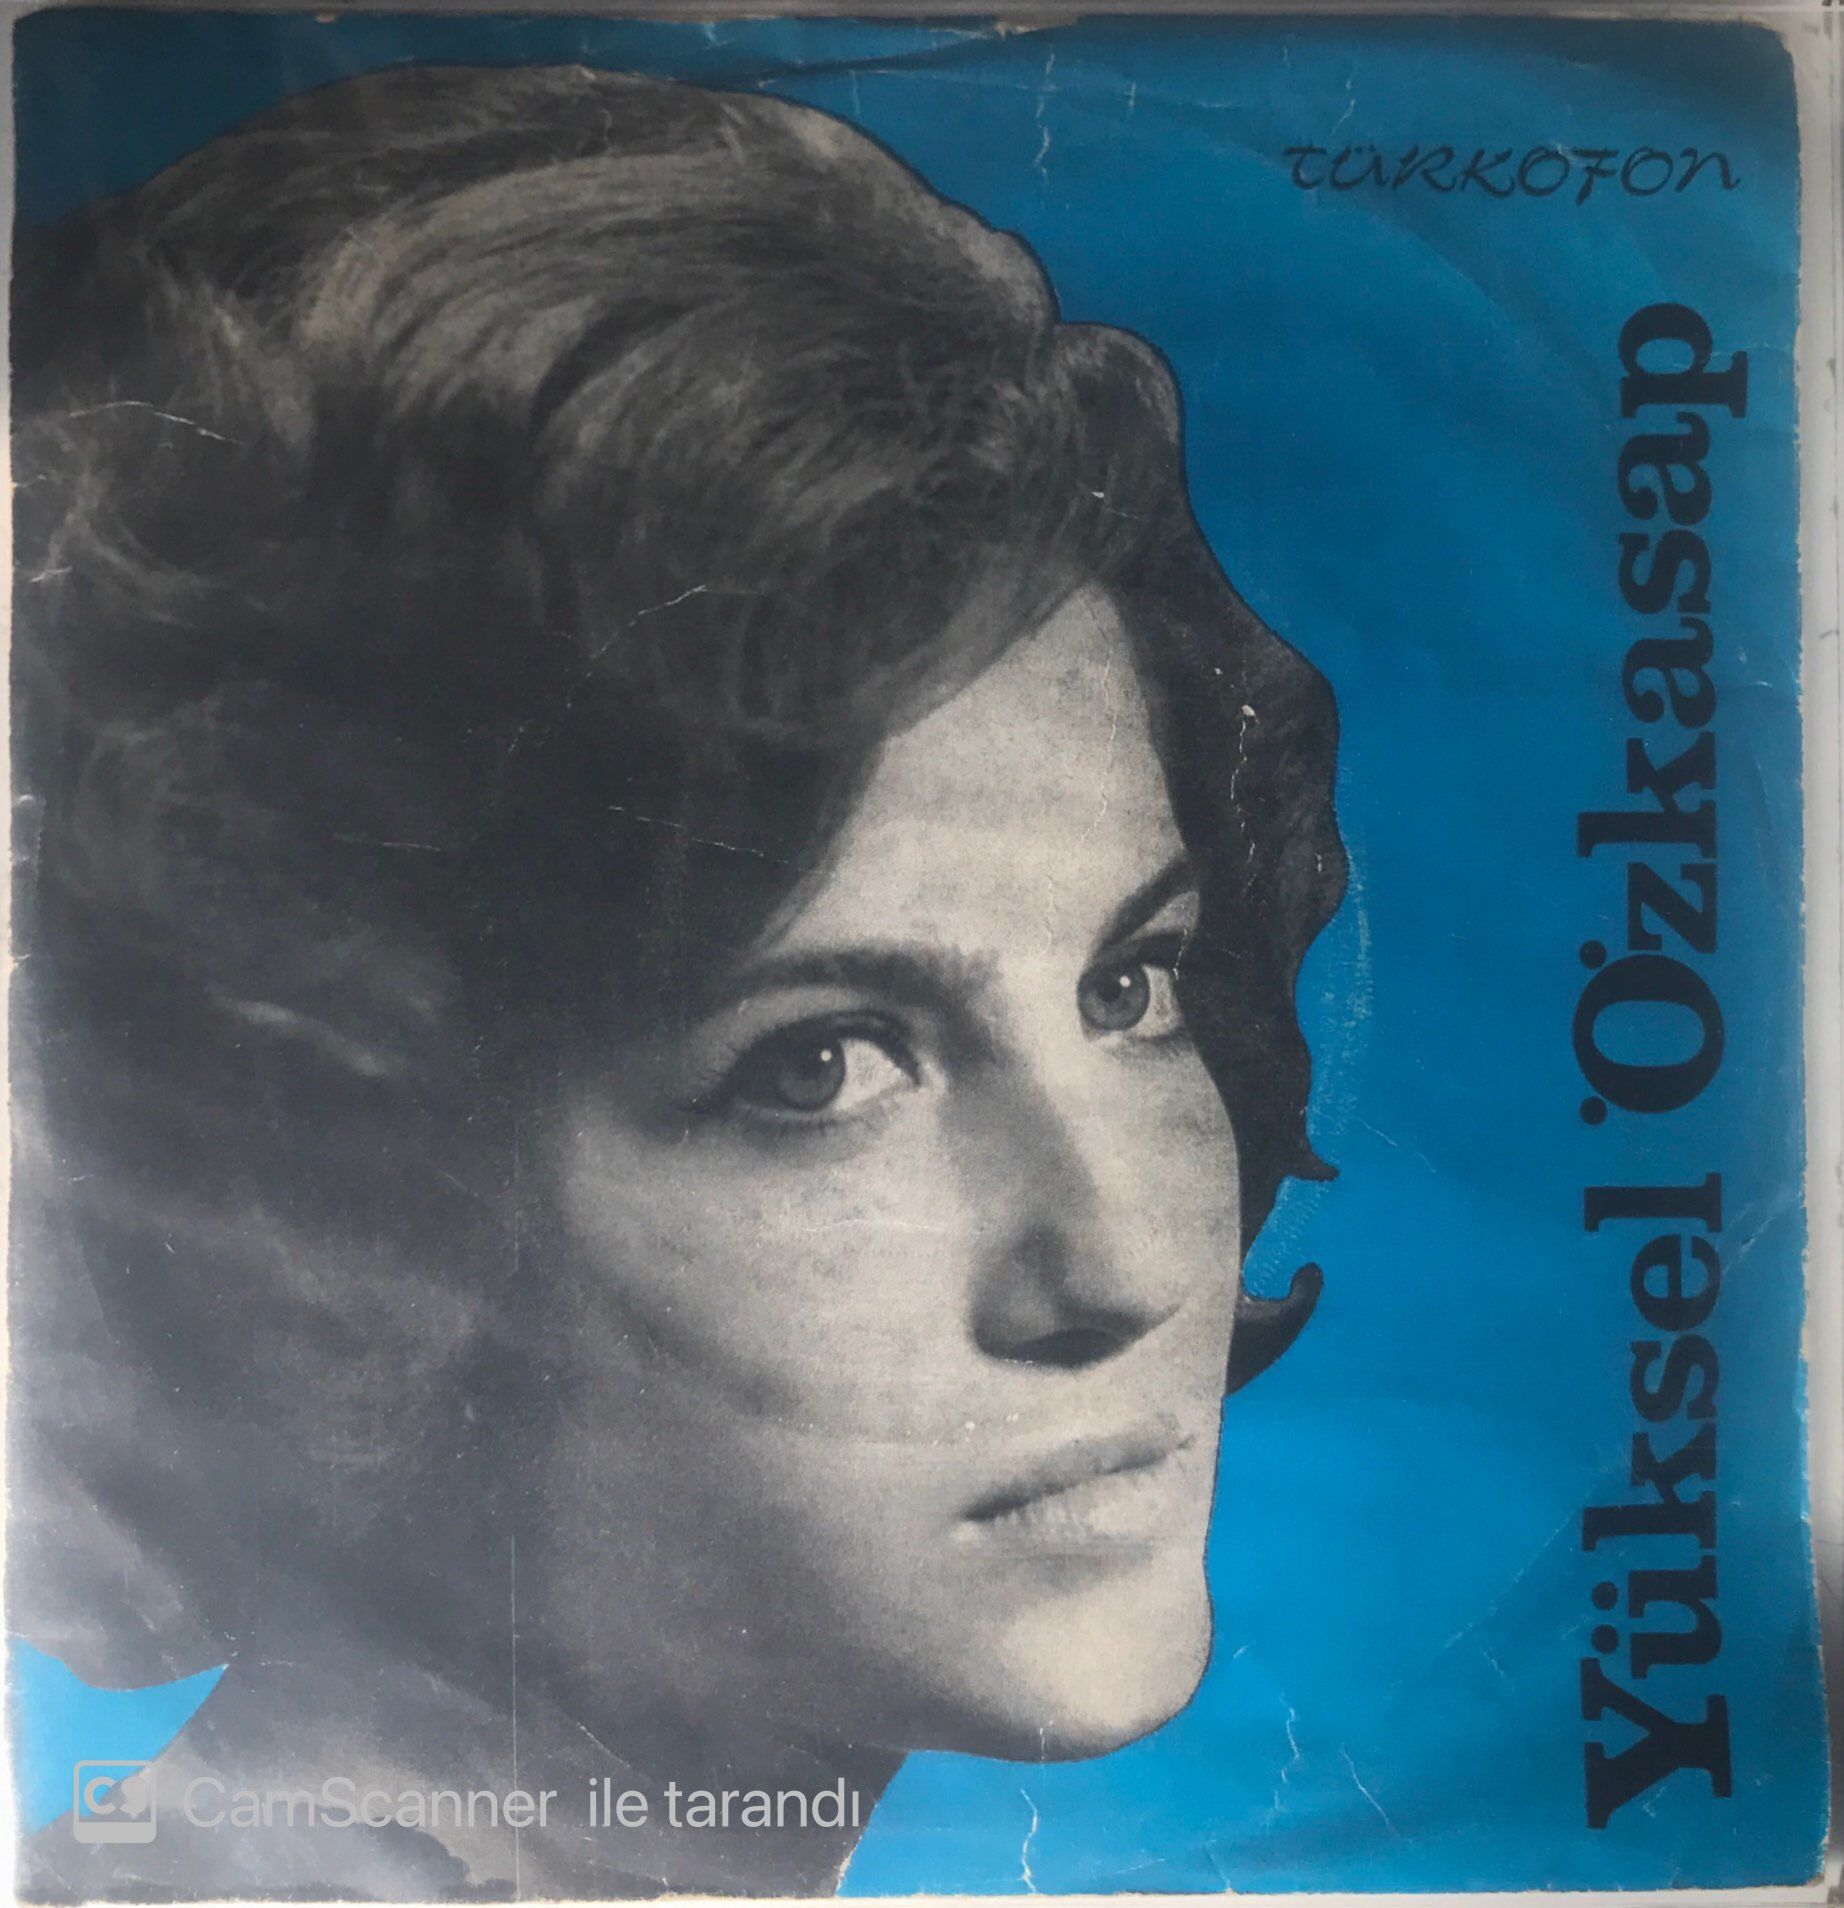 TÜRKOFON
Yüksel Özkasap
CS CamScanner ile tarandı